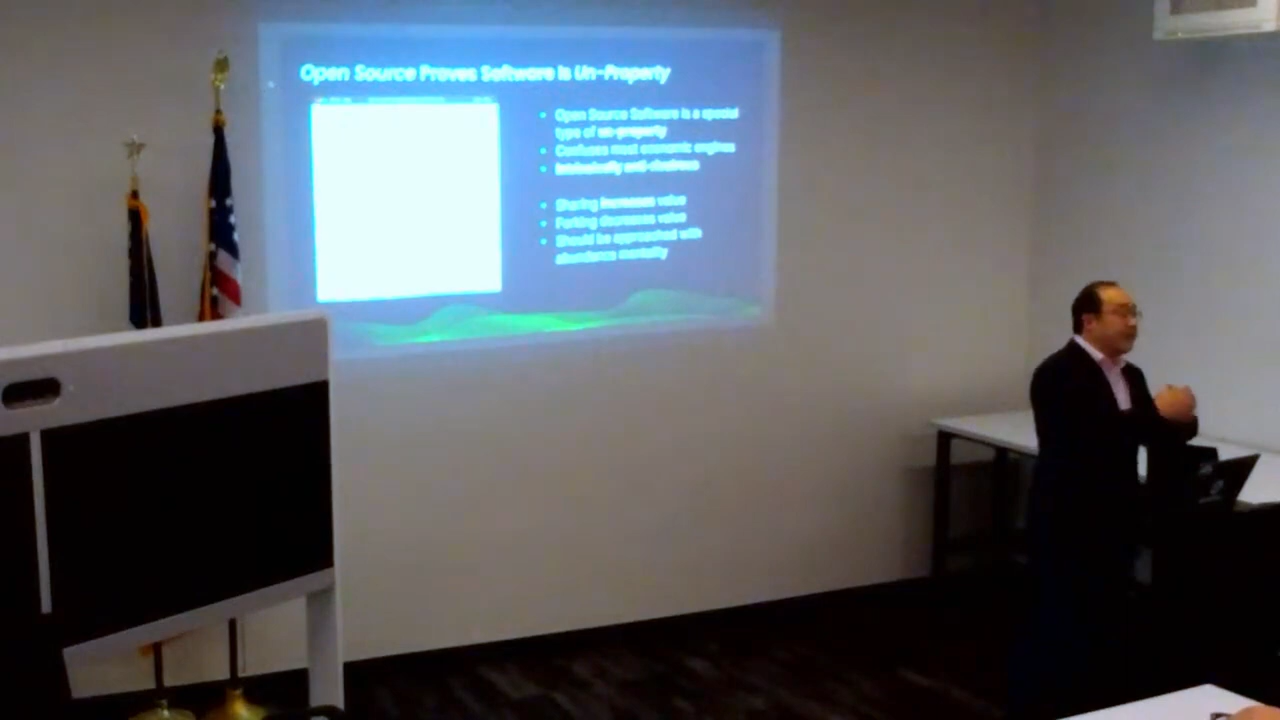 Open Source Proves Software Is Un-Property
Open Source Software is a special
type of un-property
Confuses most economic engines
Sharing increases value
Parking decreases value
Should be approached with
abundance mentality